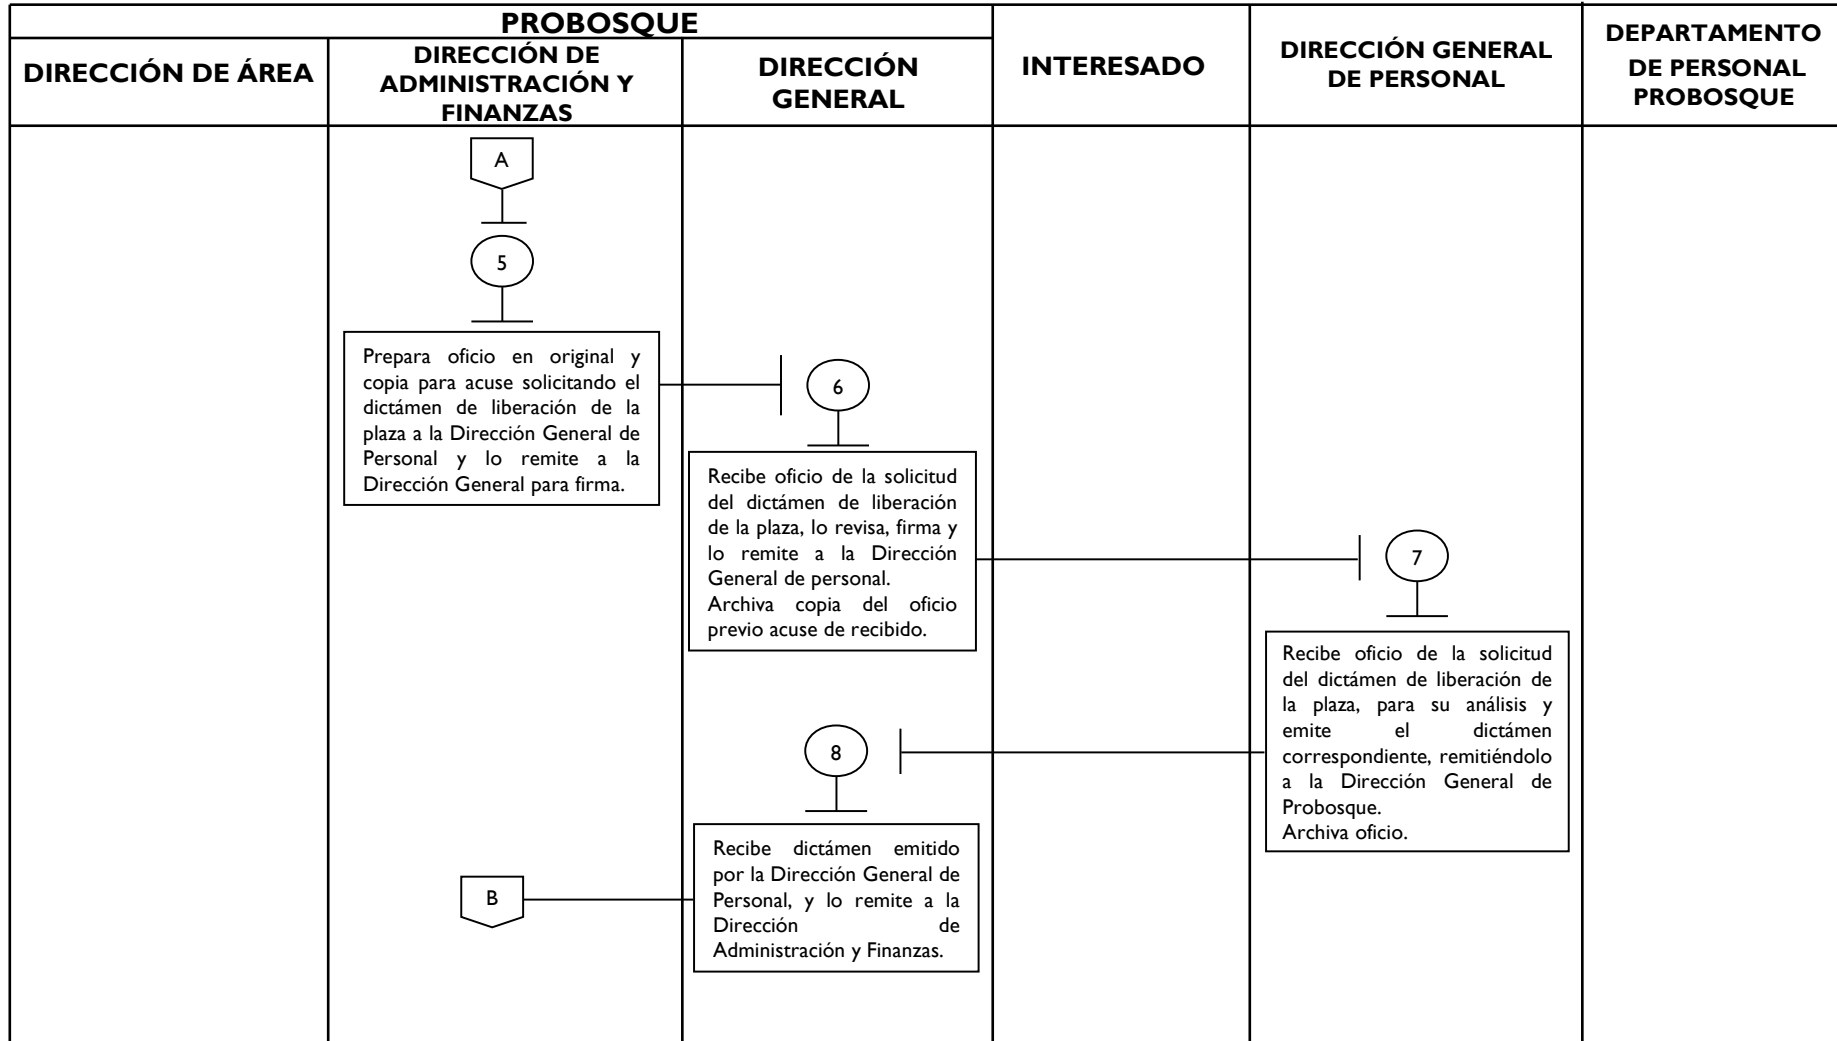 PROBOSQUE
DIRECCIÓN DE ÁREA
DIRECCIÓN DE
ADMINISTRACIÓN Y
FINANZAS
DIRECCIÓN
GENERAL
INTERESADO
DIRECCIÓN GENERAL
DE PERSONAL
DEPARTAMENTO
DE PERSONAL
PROBOSQUE
A
5
Prepara oficio en original y
copia para acuse solicitando el
dictámen de liberación de la
plaza a la Dirección General de
Personal y lo remite a la
Dirección General para firma.
6
Recibe oficio de la solicitud
del dictámen de liberación
de la plaza, lo revisa, firma y
lo remite a la Dirección
General de personal.
Archiva copia del oficio
previo acuse de recibido.
7
Recibe oficio de la solicitud
del dictámen de liberación de
la plaza, para su análisis y
emite el dictámen
correspondiente, remitiéndolo
a la Dirección General de
Probosque.
Archiva oficio.
8
Recibe dictámen emitido
por la Dirección General de
Personal, y lo remite a la
Dirección de
Administración y Finanzas.
B